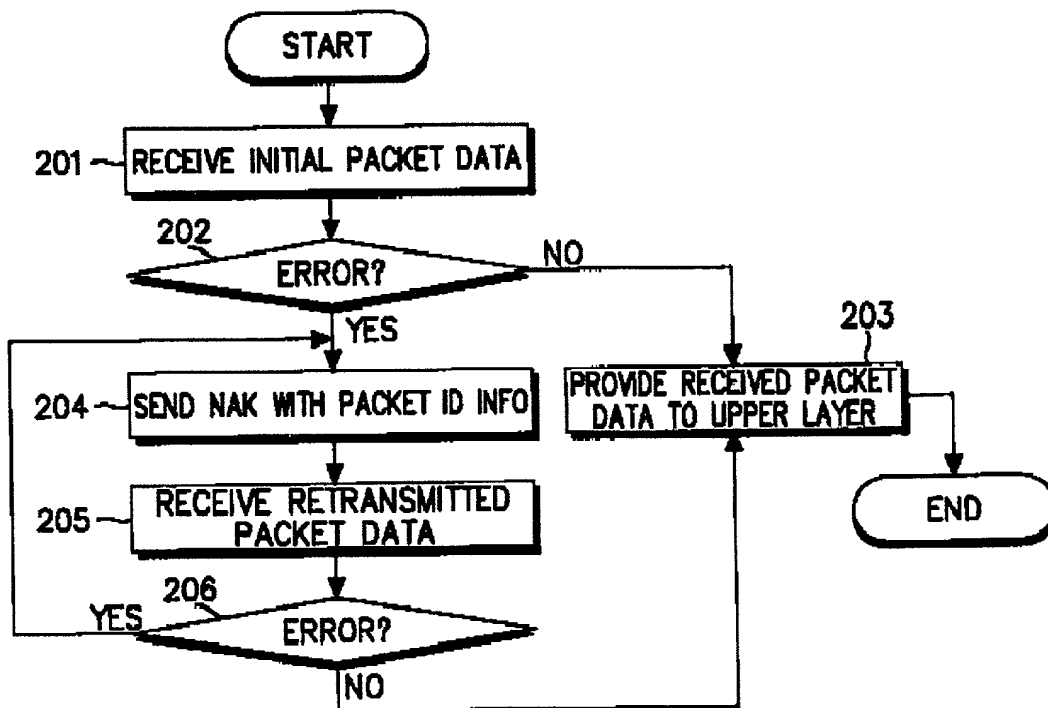 START
201
RECEIVE INITIAL PACKET DATA
202
ERROR?
NO
YES
203
PROVIDE RECEIVED PACKET
DATA TO UPPER LAYER
204
SEND NAK WITH PACKET ID INFO
205
RECEIVE RETRANSMITTED
PACKET DATA
END
206
YES
ERROR?
NO